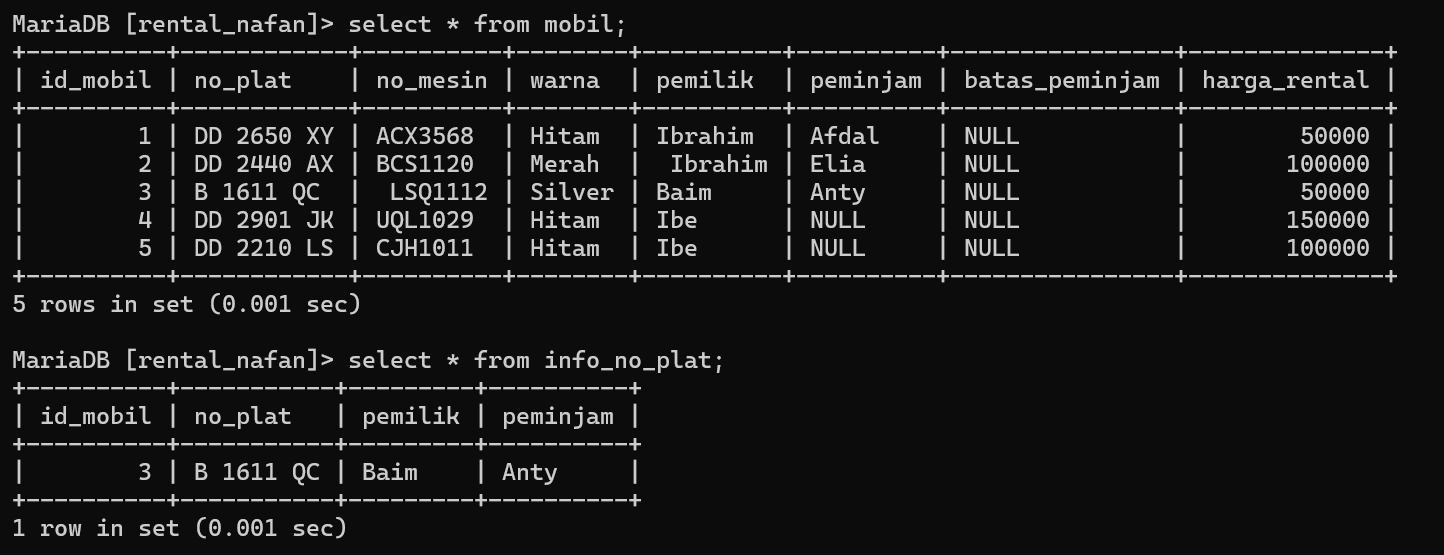 MariaDB [rental_nafan]> select * from mobil;
+----------+------------+----------+--------+----------+----------+----------------+--------------+
| id_mobil | no_plat    | no_mesin | warna  | pemilik  | peminjam | batas_peminjam | harga_rental |
+----------+------------+----------+--------+----------+----------+----------------+--------------+
|        1 | DD 2650 XY | ACX3568  | Hitam  | Ibrahim  | Afdal    | NULL           |        50000 |
|        2 | DD 2440 AX | BCS1120  | Merah  |  Ibrahim | Elia     | NULL           |       100000 |
|        3 | B 1611 QC  |  LSQ1112 | Silver | Baim     | Anty     | NULL           |        50000 |
|        4 | DD 2901 JK | UQL1029  | Hitam  | Ibe      | NULL     | NULL           |       150000 |
|        5 | DD 2210 LS | CJH1011  | Hitam  | Ibe      | NULL     | NULL           |       100000 |
+----------+------------+----------+--------+----------+----------+----------------+--------------+
5 rows in set (0.001 sec)

MariaDB [rental_nafan]> select * from info_no_plat;
+----------+-----------+---------+----------+
| id_mobil | no_plat   | pemilik | peminjam |
+----------+-----------+---------+----------+
|        3 | B 1611 QC | Baim    | Anty     |
+----------+-----------+---------+----------+
1 row in set (0.001 sec)